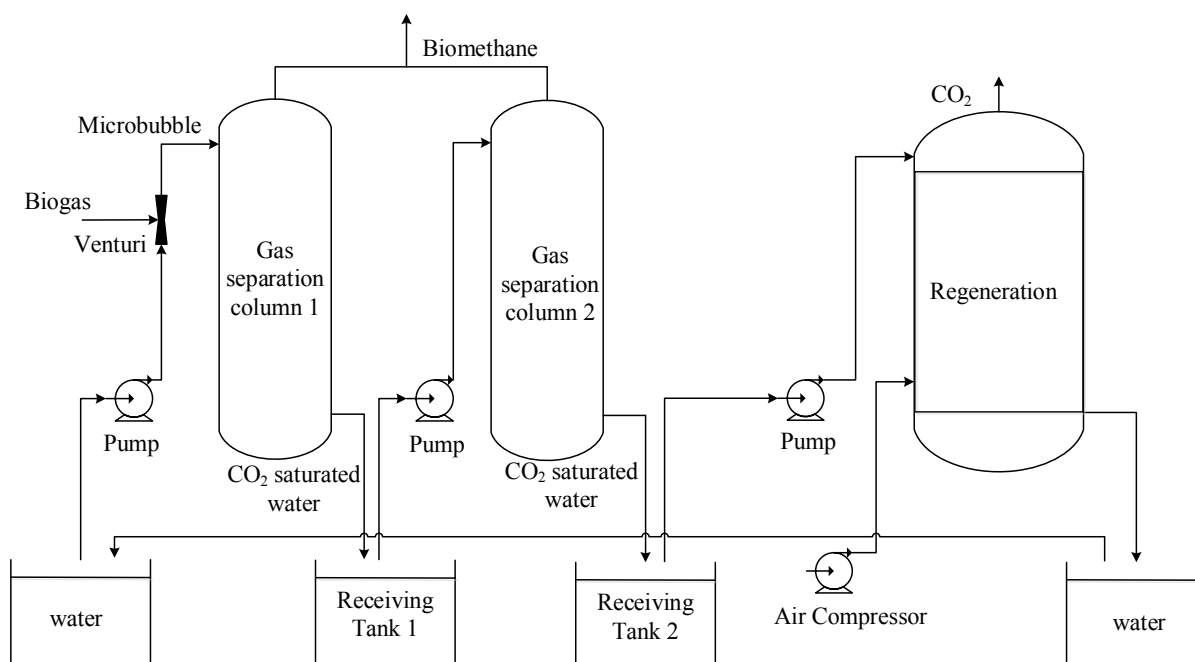 Biomethane
CO₂
Microbubble
Biogas
Venturi
Gas
separation
column 1
Gas
separation
column 2
Regeneration
Pump
Pump
Pump
CO₂ saturated
water
CO₂ saturated
water
water
Receiving
Tank 1
Receiving
Tank 2
Air Compressor
water